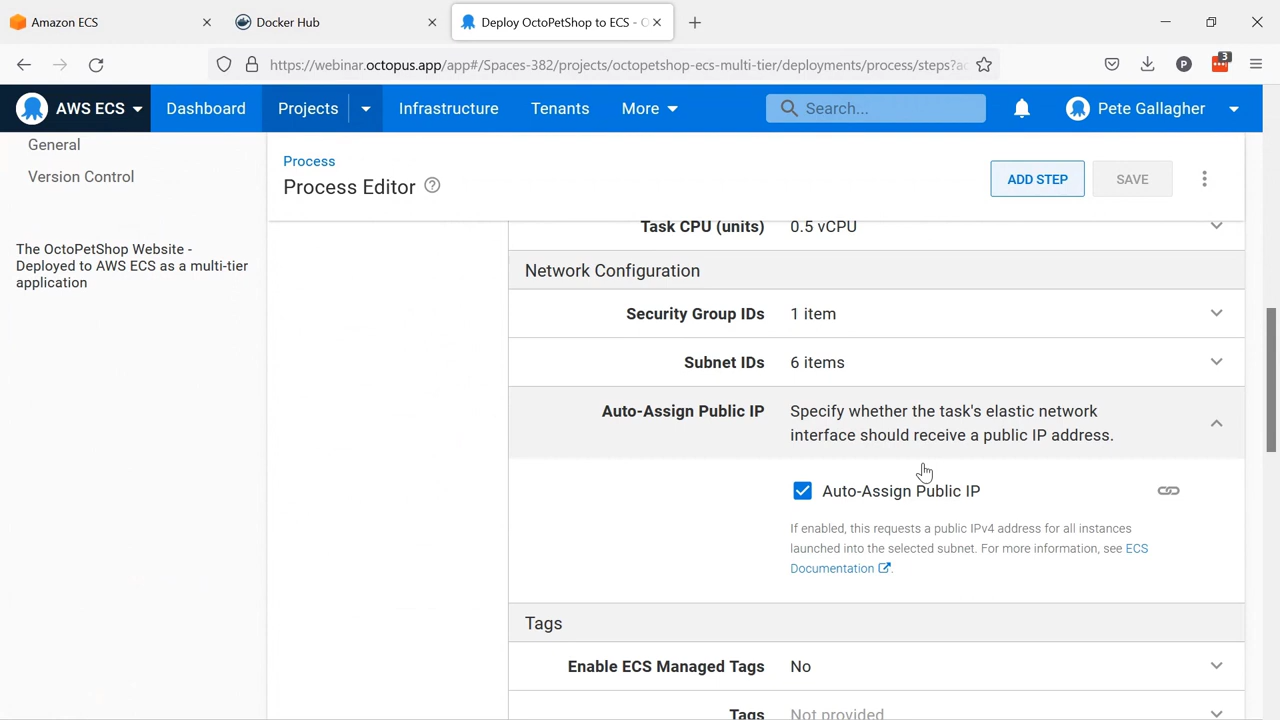 Amazon ECS
Docker Hub
Deploy OctoPetShop to ECS -
https://webinar.octopus.app/app#/Spaces-382/projects/octopetshop-ecs-multi-tier/deployments/process/steps?a
3
P
AWS ECS
Dashboard
Projects
Infrastructure
Tenants
More
Search...
Pete Gallagher
General
Version Control
The OctoPetShop Website -
Deployed to AWS ECS as a multi-tier
application
Process
Process Editor
ADD STEP
SAVE
Task CPU (units) 0.5 vCPU
Network Configuration
Security Group IDs 1 item
Subnet IDs 6 items
Auto-Assign Public IP Specify whether the task's elastic network
interface should receive a public IP address.
Auto-Assign Public IP
If enabled, this requests a public IPv4 address for all instances
launched into the selected subnet. For more information, see ECS
Documentation.
Tags
Enable ECS Managed Tags No
Tags Not provided